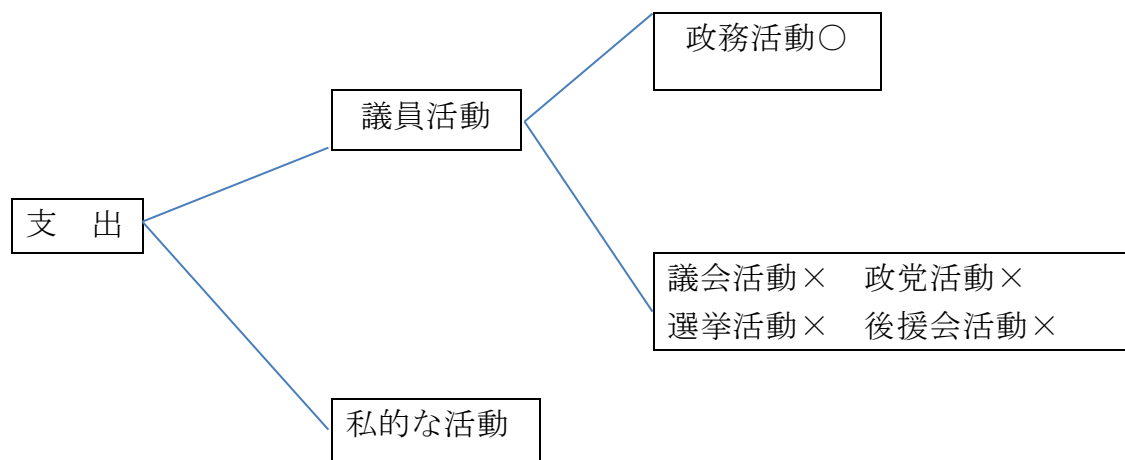 政務活動○
議員活動
支　出
議会活動×　政党活動×
選挙活動×　後援会活動×
私的な活動